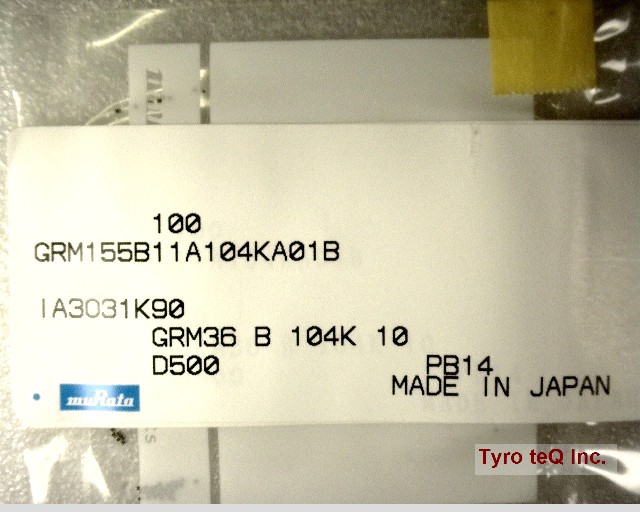 100
GRM155B11A104KA01B
IA3031K90
GRM36 B 104K 10
D500 PB14
MADE IN JAPAN
muRata
Tyro teQ Inc.